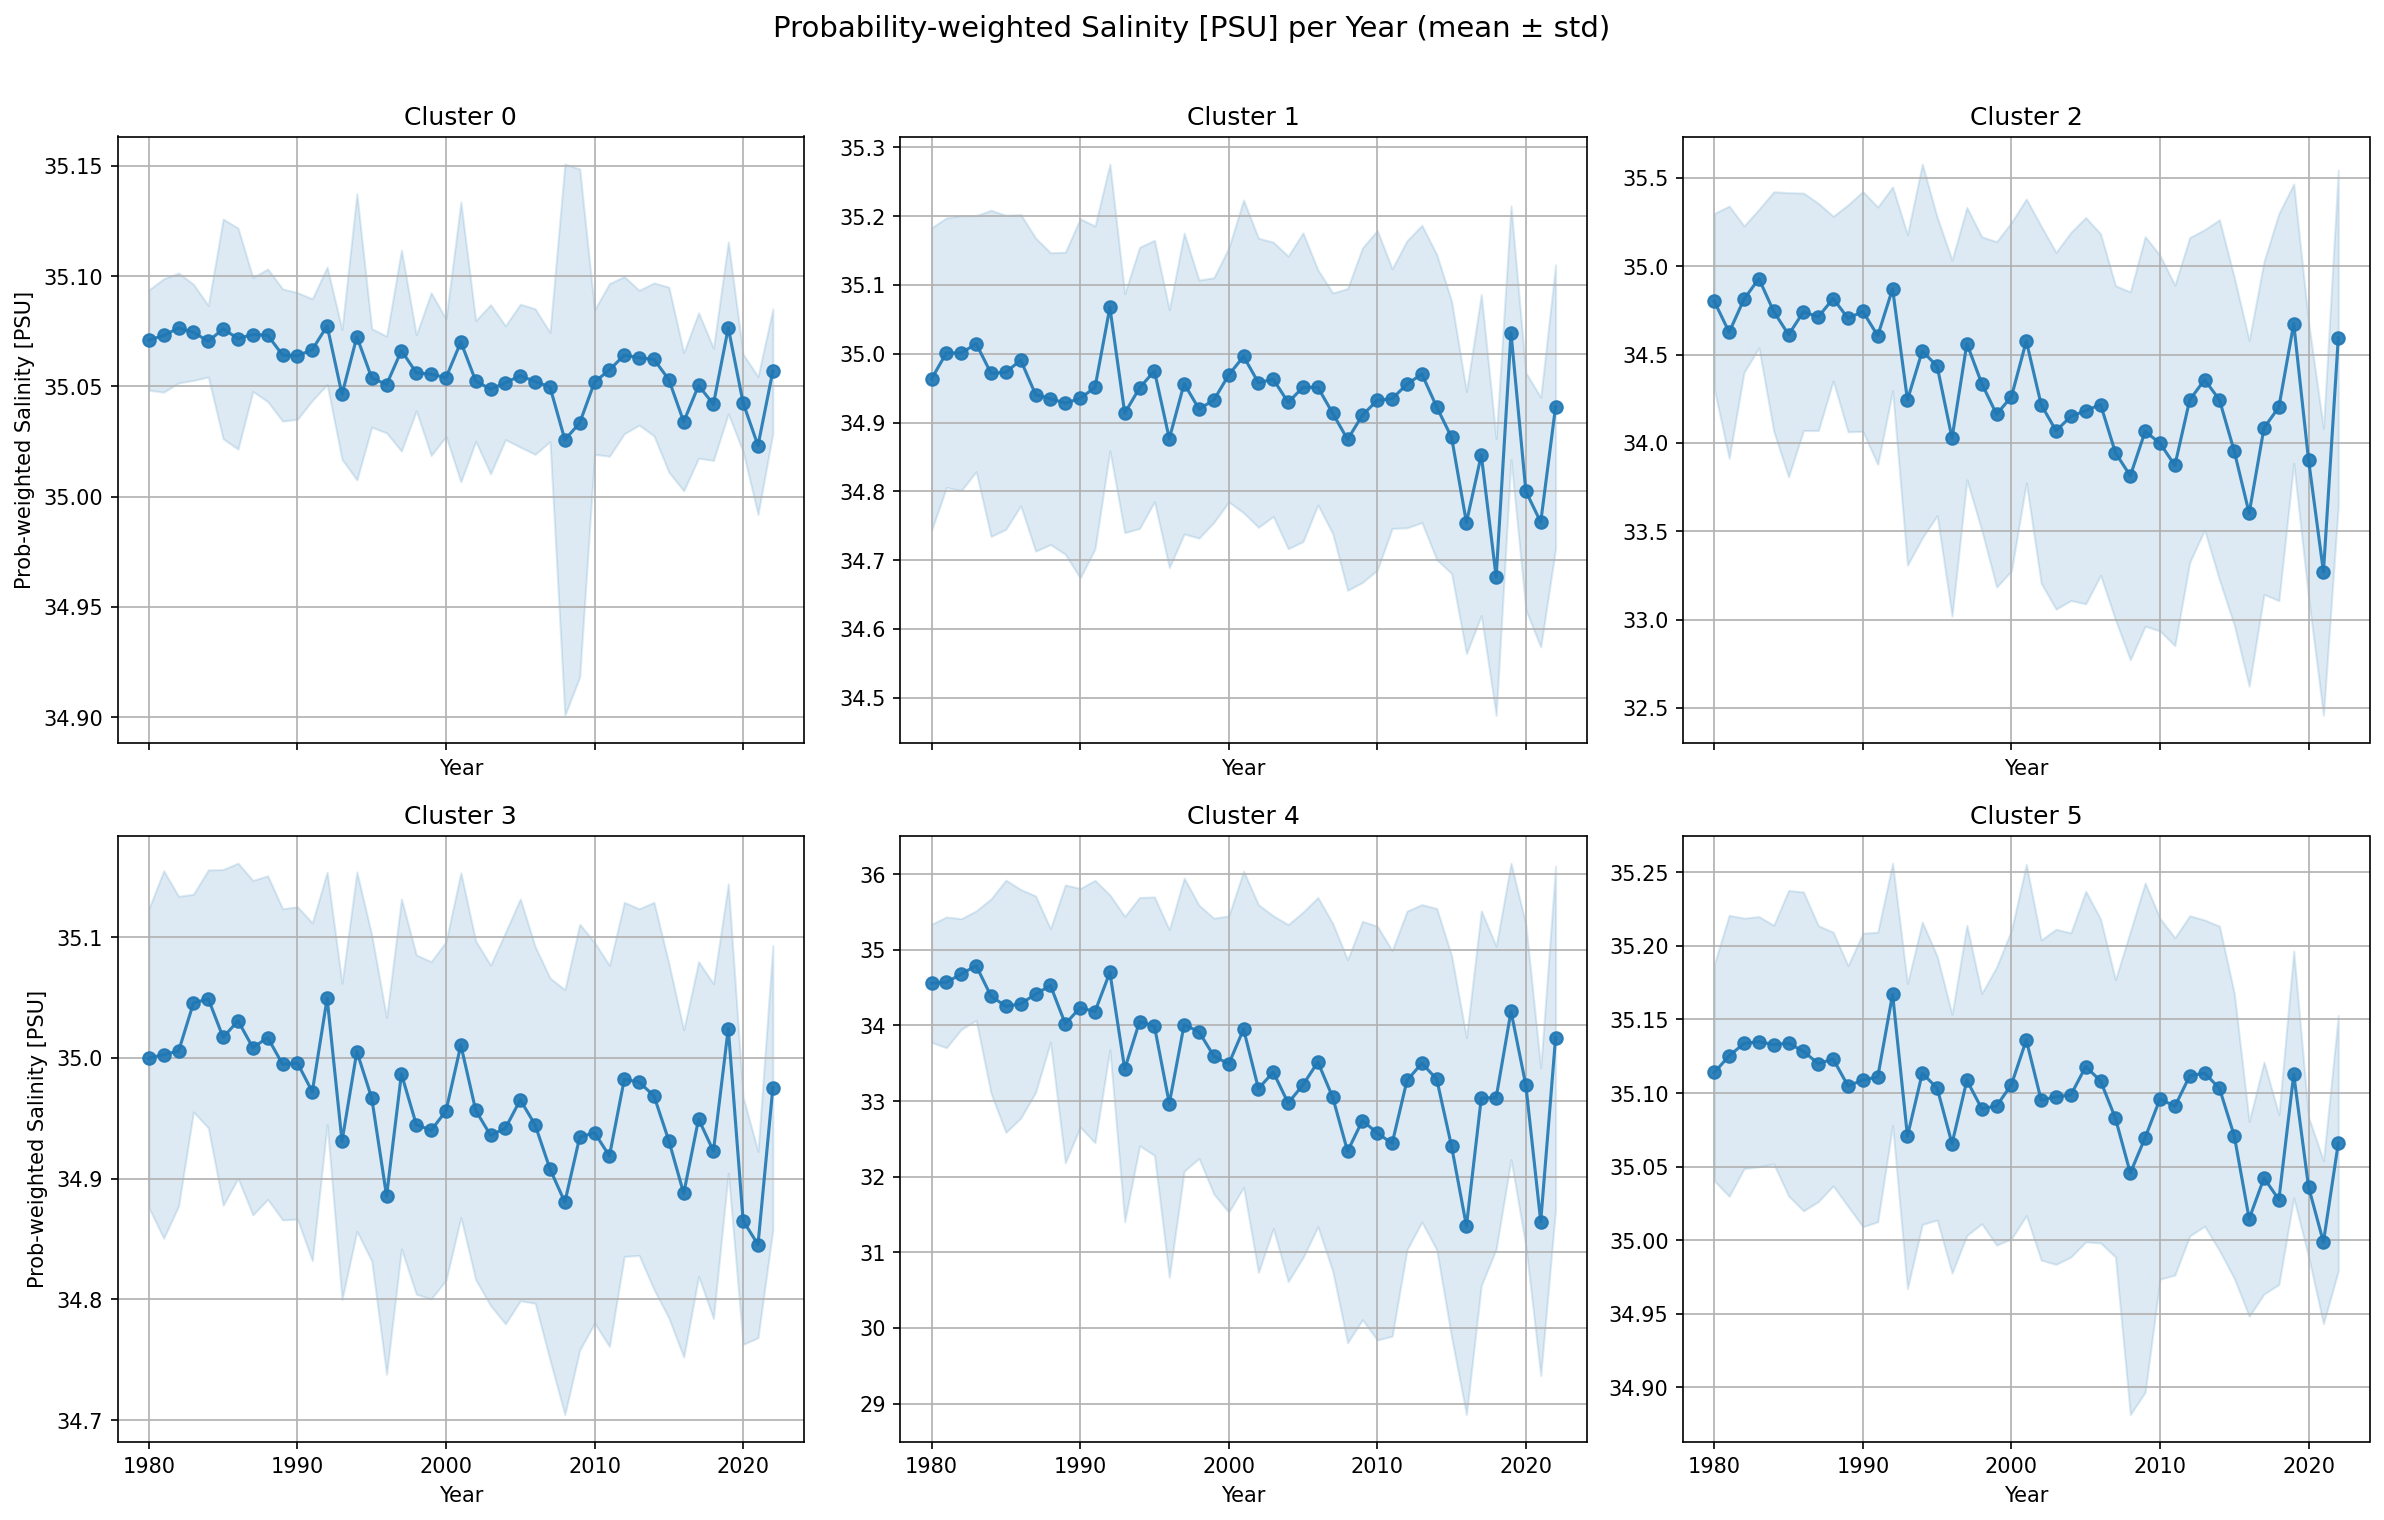 Probability-weighted Salinity [PSU] per Year (mean ± std)
Cluster 0
Prob-weighted Salinity [PSU]
35.15
35.10
35.05
35.00
34.95
34.90
Year
Cluster 1
35.3
35.2
35.1
35.0
34.9
34.8
34.7
34.6
34.5
Year
Cluster 2
35.5
35.0
34.5
34.0
33.5
33.0
32.5
Year
Cluster 3
Prob-weighted Salinity [PSU]
35.1
35.0
34.9
34.8
34.7
1980 1990 2000 2010 2020
Year
Cluster 4
36
35
34
33
32
31
30
29
1980 1990 2000 2010 2020
Year
Cluster 5
35.25
35.20
35.15
35.10
35.05
35.00
34.95
34.90
1980 1990 2000 2010 2020
Year